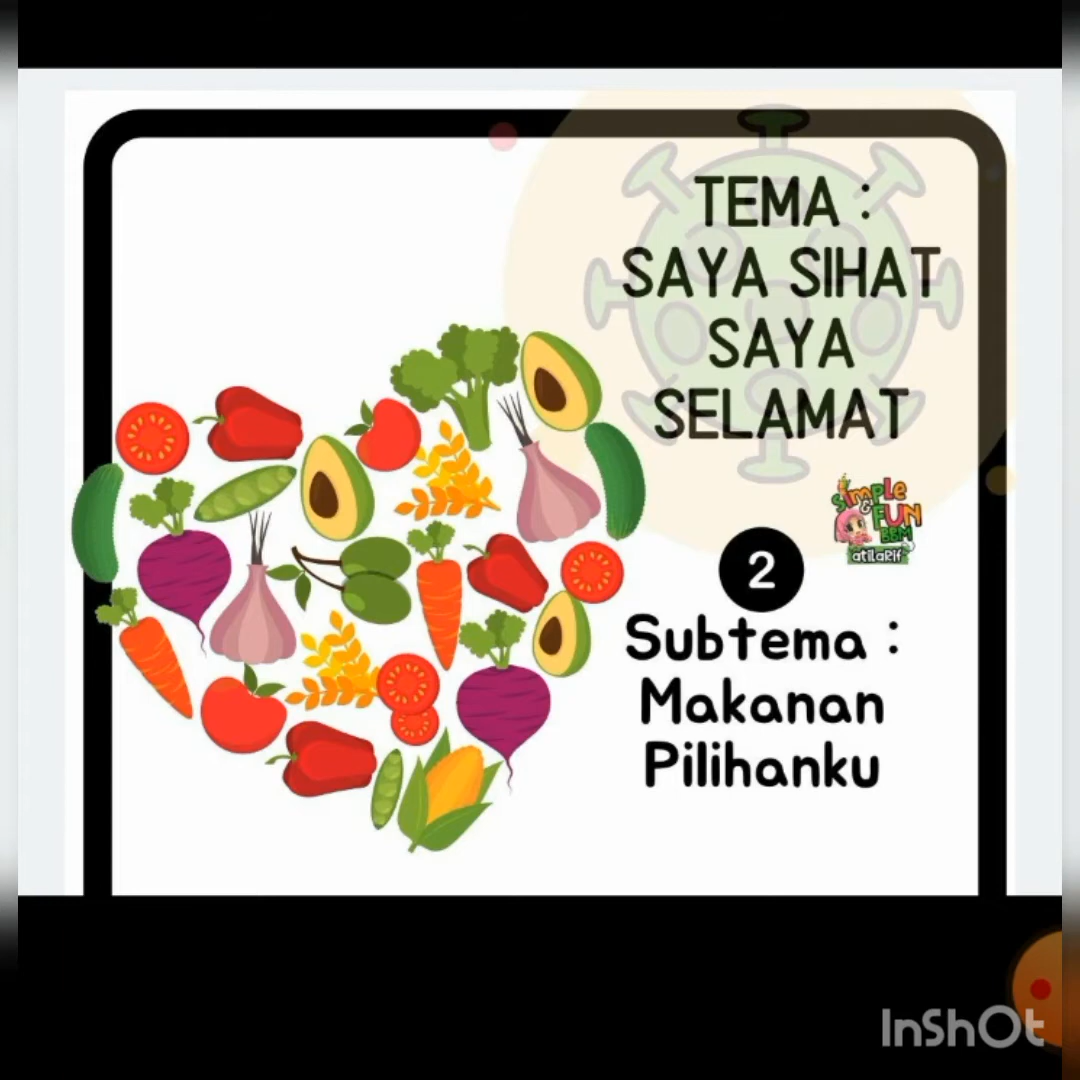 TEMA :
SAYA SIHAT
SAYA
SELAMAT
Simple
& FUN
BBM
atilaRif
2
Subtema :
Makanan
Pilihanku
InShOt